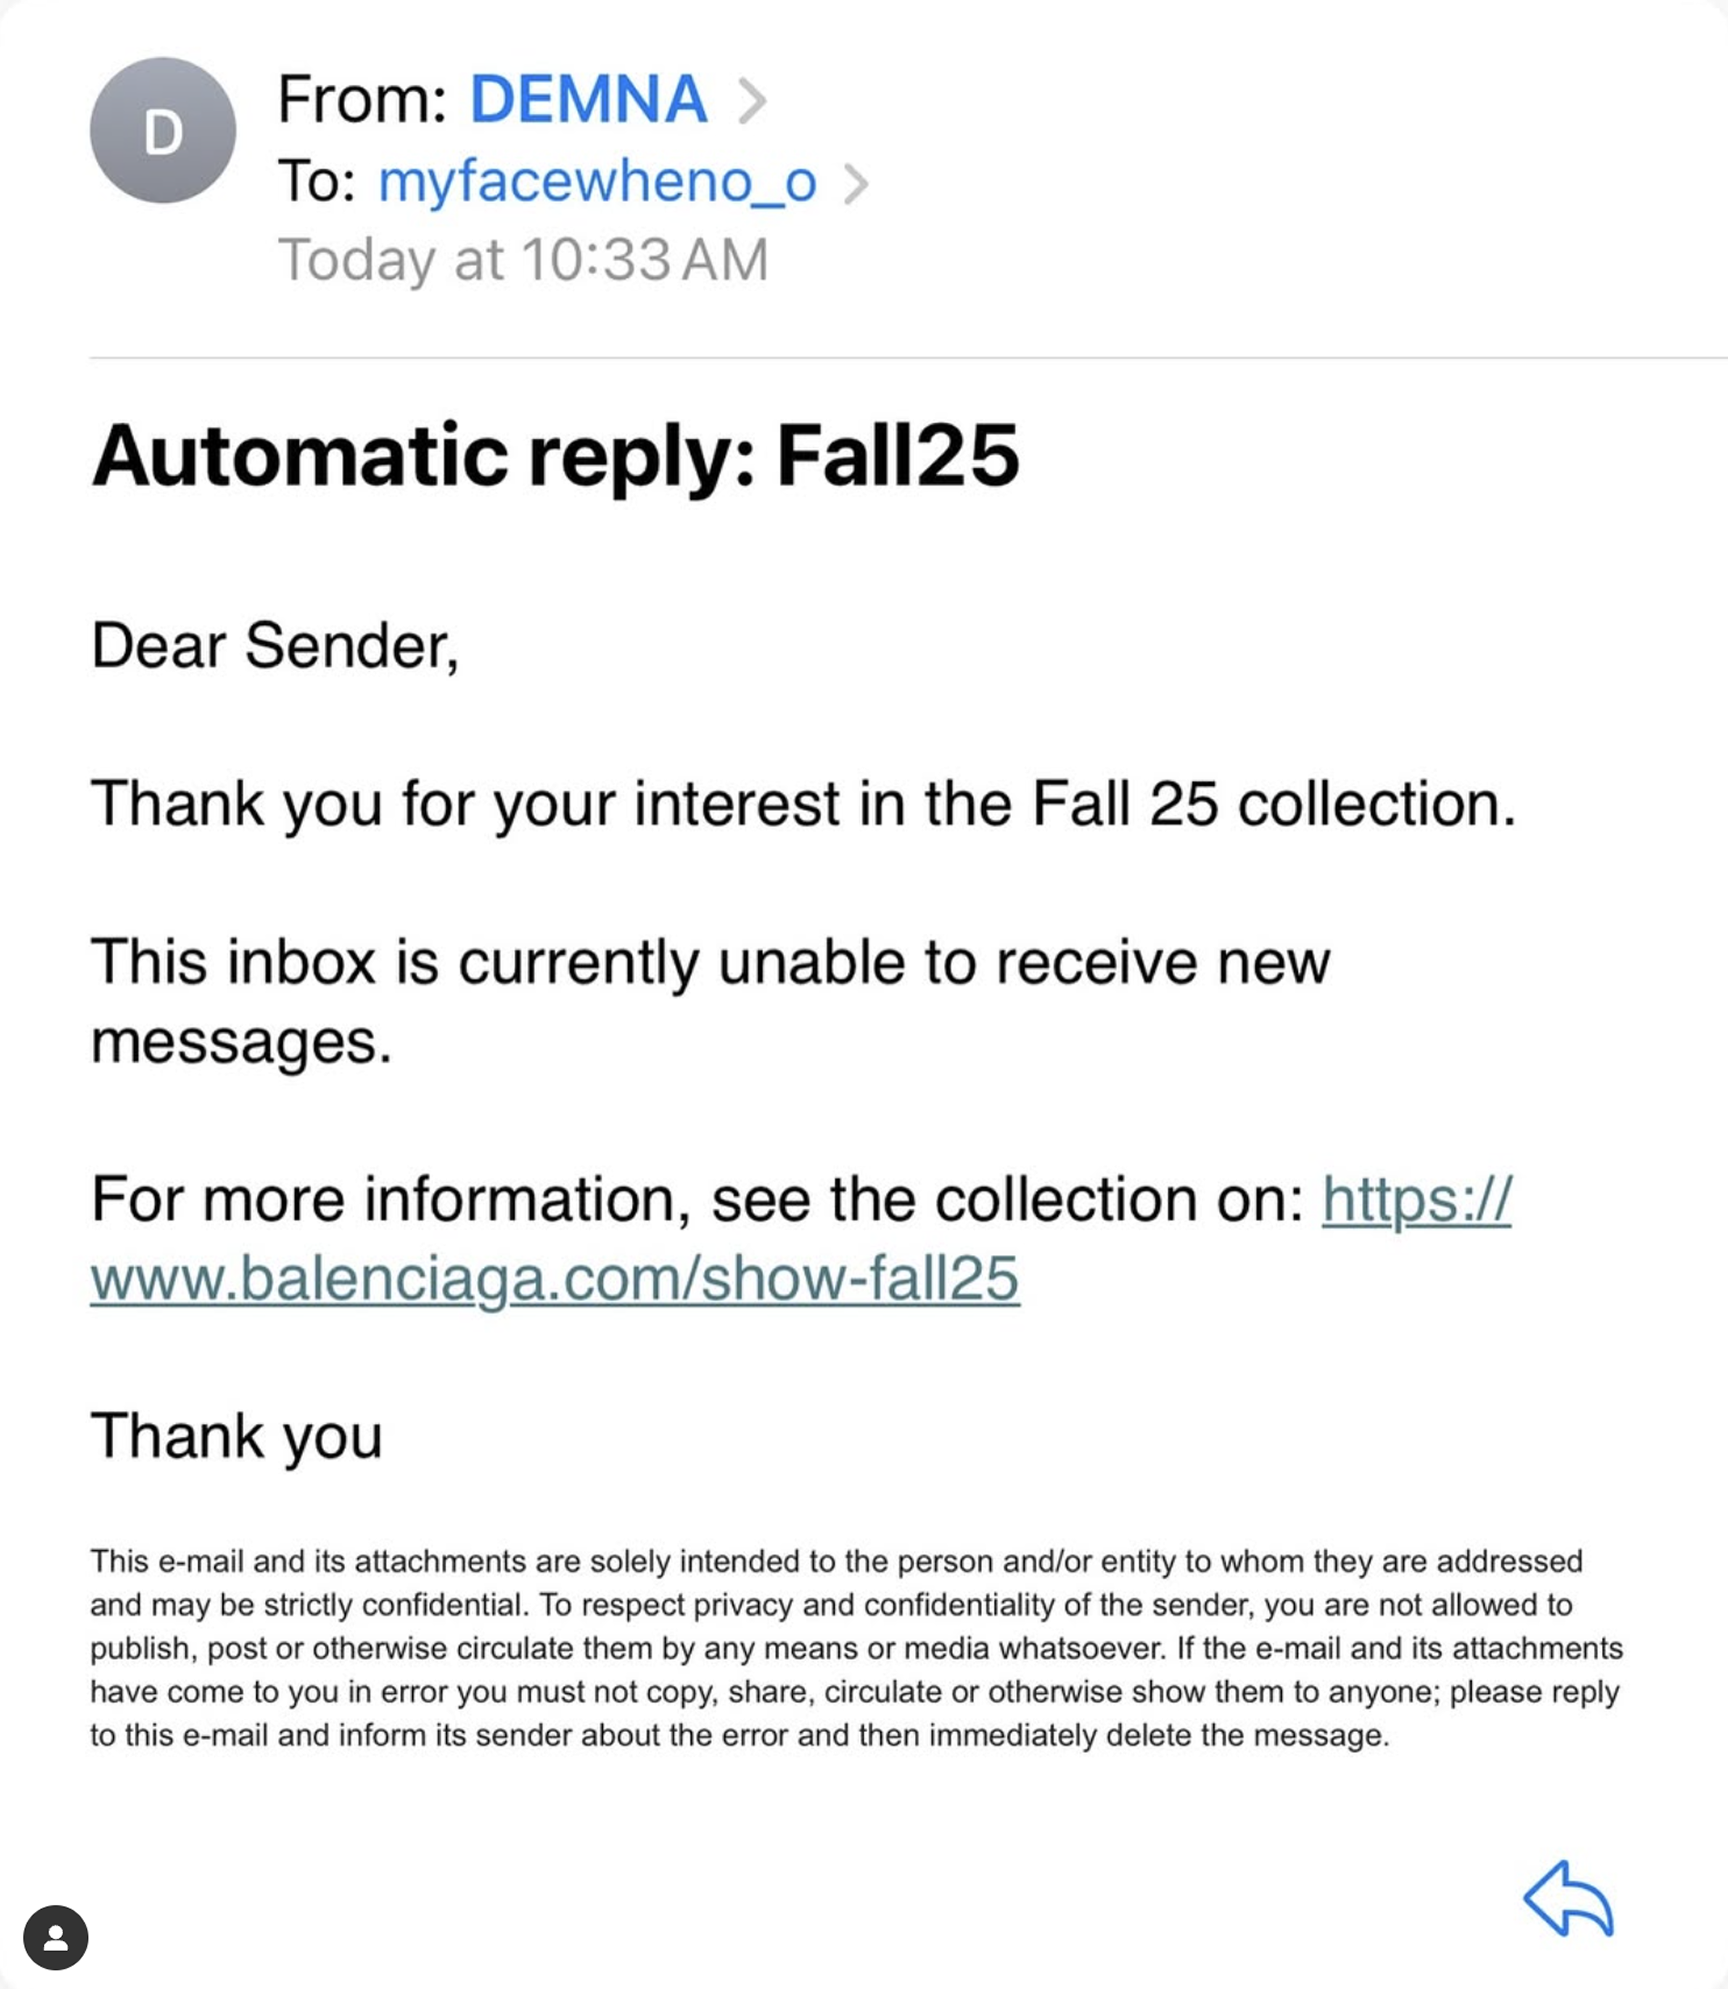 D
From: DEMNA
To: myfacewheno_o
Today at 10:33 AM
Automatic reply: Fall25
Dear Sender,
Thank you for your interest in the Fall 25 collection.
This inbox is currently unable to receive new
messages.
For more information, see the collection on: https://
www.balenciaga.com/show-fall25
Thank you
This e-mail and its attachments are solely intended to the person and/or entity to whom they are addressed
and may be strictly confidential. To respect privacy and confidentiality of the sender, you are not allowed to
publish, post or otherwise circulate them by any means or media whatsoever. If the e-mail and its attachments
have come to you in error you must not copy, share, circulate or otherwise show them to anyone; please reply
to this e-mail and inform its sender about the error and then immediately delete the message.